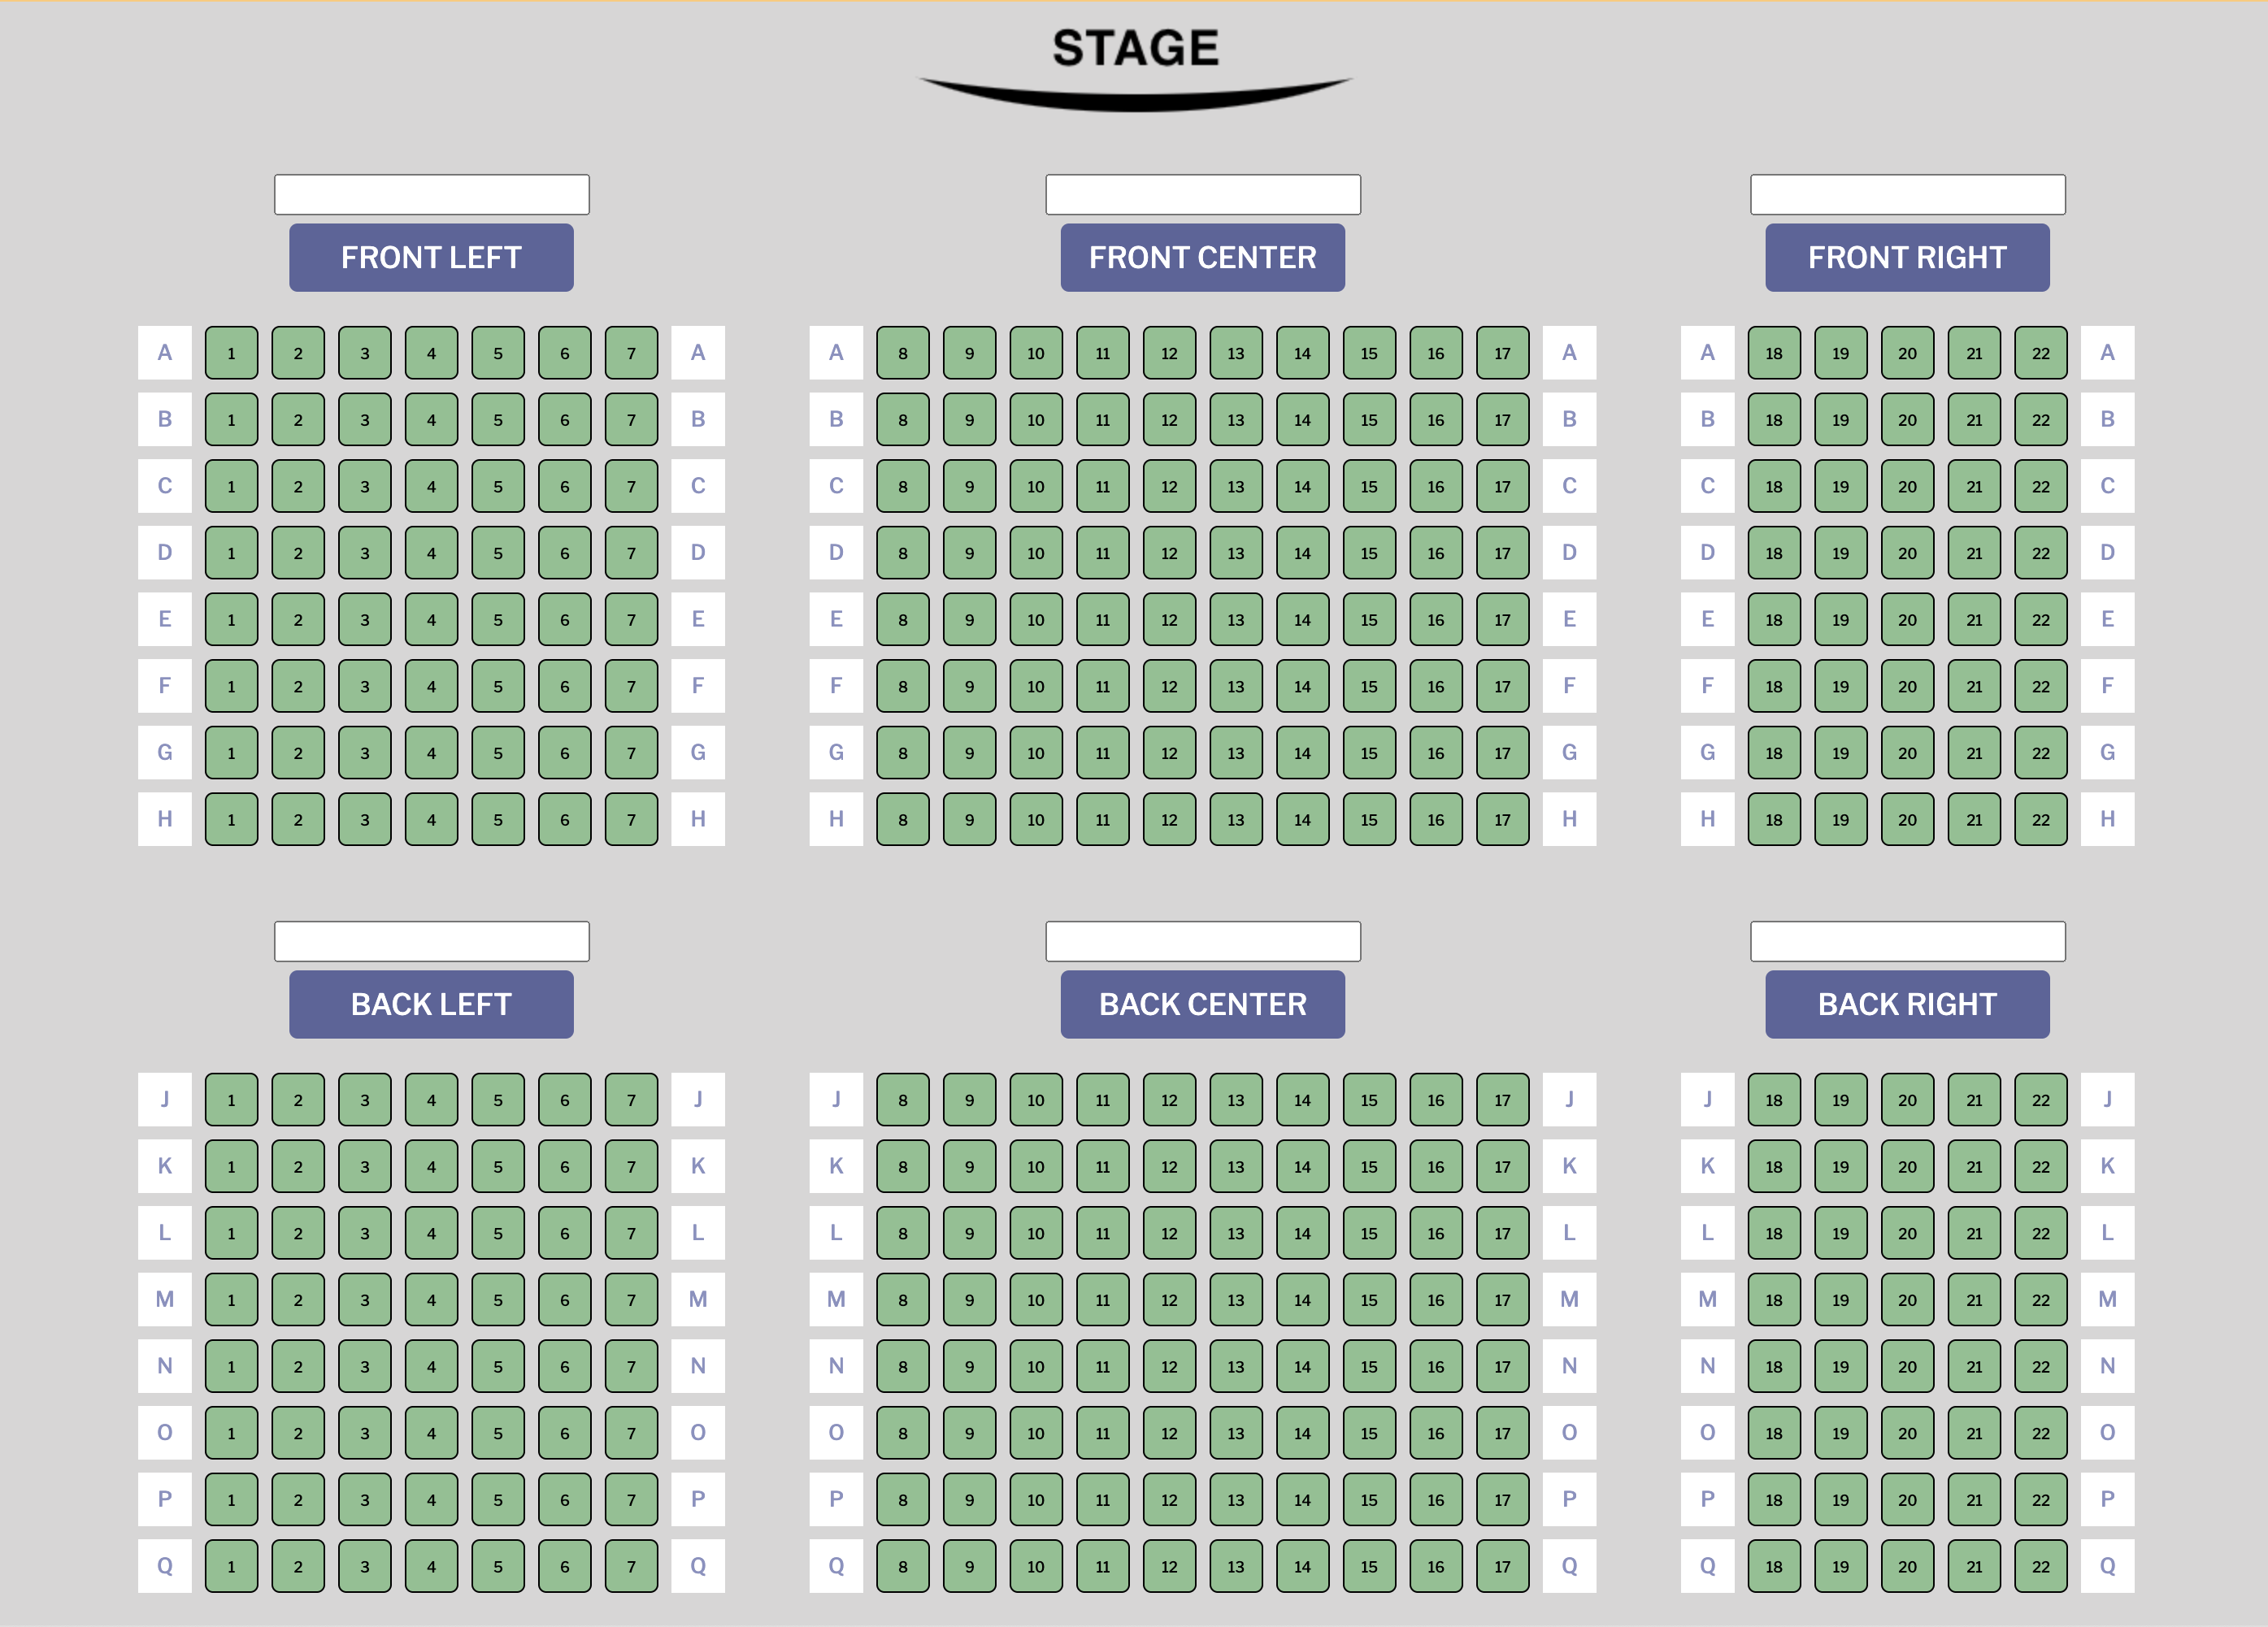 STAGE
FRONT LEFT FRONT CENTER FRONT RIGHT
A 1 2 3 4 5 6 7 A A 8 9 10 11 12 13 14 15 16 17 A A 18 19 20 21 22 A
B 1 2 3 4 5 6 7 B B 8 9 10 11 12 13 14 15 16 17 B B 18 19 20 21 22 B
C 1 2 3 4 5 6 7 C C 8 9 10 11 12 13 14 15 16 17 C C 18 19 20 21 22 C
D 1 2 3 4 5 6 7 D D 8 9 10 11 12 13 14 15 16 17 D D 18 19 20 21 22 D
E 1 2 3 4 5 6 7 E E 8 9 10 11 12 13 14 15 16 17 E E 18 19 20 21 22 E
F 1 2 3 4 5 6 7 F F 8 9 10 11 12 13 14 15 16 17 F F 18 19 20 21 22 F
G 1 2 3 4 5 6 7 G G 8 9 10 11 12 13 14 15 16 17 G G 18 19 20 21 22 G
H 1 2 3 4 5 6 7 H H 8 9 10 11 12 13 14 15 16 17 H H 18 19 20 21 22 H
BACK LEFT BACK CENTER BACK RIGHT
J 1 2 3 4 5 6 7 J J 8 9 10 11 12 13 14 15 16 17 J J 18 19 20 21 22 J
K 1 2 3 4 5 6 7 K K 8 9 10 11 12 13 14 15 16 17 K K 18 19 20 21 22 K
L 1 2 3 4 5 6 7 L L 8 9 10 11 12 13 14 15 16 17 L L 18 19 20 21 22 L
M 1 2 3 4 5 6 7 M M 8 9 10 11 12 13 14 15 16 17 M M 18 19 20 21 22 M
N 1 2 3 4 5 6 7 N N 8 9 10 11 12 13 14 15 16 17 N N 18 19 20 21 22 N
O 1 2 3 4 5 6 7 O O 8 9 10 11 12 13 14 15 16 17 O O 18 19 20 21 22 O
P 1 2 3 4 5 6 7 P P 8 9 10 11 12 13 14 15 16 17 P P 18 19 20 21 22 P
Q 1 2 3 4 5 6 7 Q Q 8 9 10 11 12 13 14 15 16 17 Q Q 18 19 20 21 22 Q